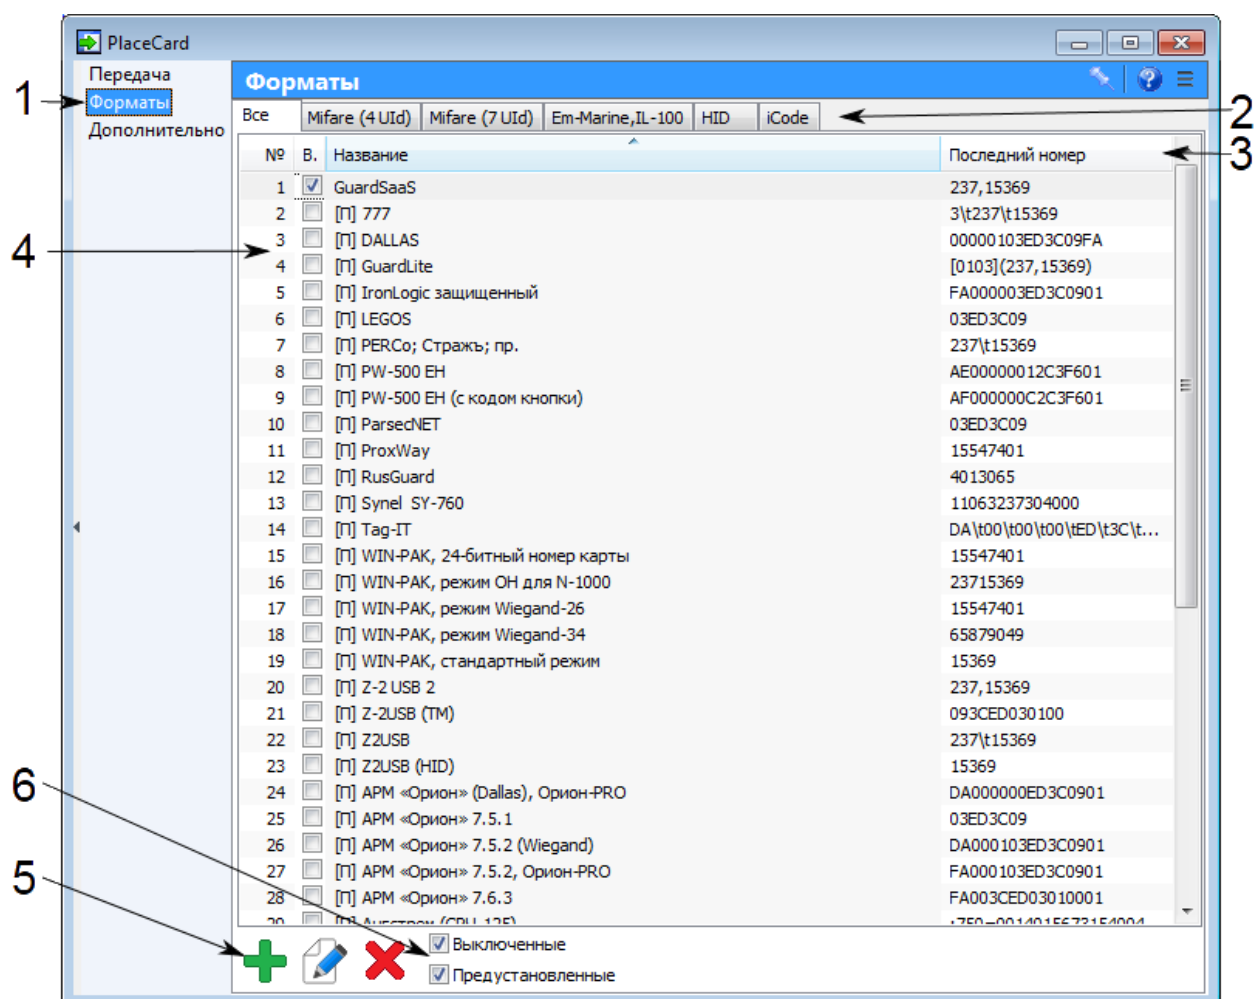 PlaceCard
Передача
Форматы
Дополнительно
Форматы
Все Mifare (4 UId) Mifare (7 UId) Em-Marine,IL-100 HID iCode
№ В. Название Последний номер
1 GuardSaaS 237,15369
2 [П] 777 3\t237\t15369
3 [П] DALLAS 00000103ED3C09FA
4 [П] GuardLite [0103](237,15369)
5 [П] IronLogic защищенный FA000003ED3C0901
6 [П] LEGOS 03ED3C09
7 [П] PERCo; Стражъ; пр. 237\t15369
8 [П] PW-500 EH AE00000012C3F601
9 [П] PW-500 EH (с кодом кнопки) AF000000C2C3F601
10 [П] ParsecNET 03ED3C09
11 [П] ProxWay 15547401
12 [П] RusGuard 4013065
13 [П] Synel SY-760 11063237304000
14 [П] Tag-IT DA\t00\t00\t00\tED\t3C\t...
15 [П] WIN-PAK, 24-битный номер карты 15547401
16 [П] WIN-PAK, режим ОН для N-1000 23715369
17 [П] WIN-PAK, режим Wiegand-26 15547401
18 [П] WIN-PAK, режим Wiegand-34 65879049
19 [П] WIN-PAK, стандартный режим 15369
20 [П] Z-2 USB 2 237,15369
21 [П] Z-2USB (TM) 093CED030100
22 [П] Z2USB 237\t15369
23 [П] Z2USB (HID) 15369
24 [П] АРМ «Орион» (Dallas), Орион-PRO DA000000ED3C0901
25 [П] АРМ «Орион» 7.5.1 03ED3C09
26 [П] АРМ «Орион» 7.5.2 (Wiegand) DA000103ED3C0901
27 [П] АРМ «Орион» 7.5.2, Орион-PRO FA000103ED3C0901
28 [П] АРМ «Орион» 7.6.3 FA003CED03010001
Выключенные
Предустановленные
1
2
3
4
6
5